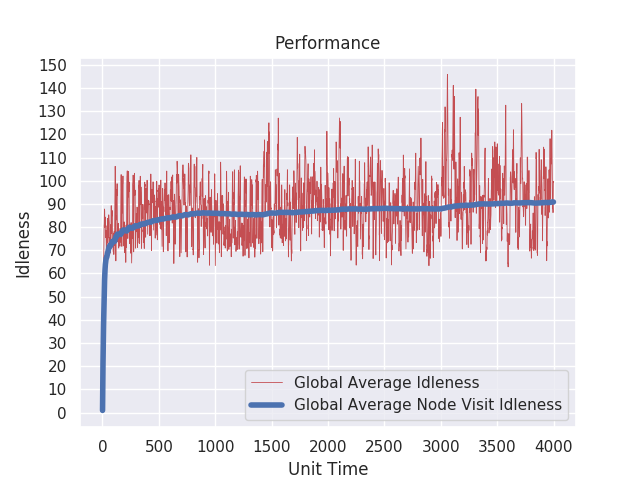 Performance
150
140
130
120
110
100
90
80
70
60
50
40
30
20
10
0
Idleness
Global Average Idleness
Global Average Node Visit Idleness
0 500 1000 1500 2000 2500 3000 3500 4000
Unit Time